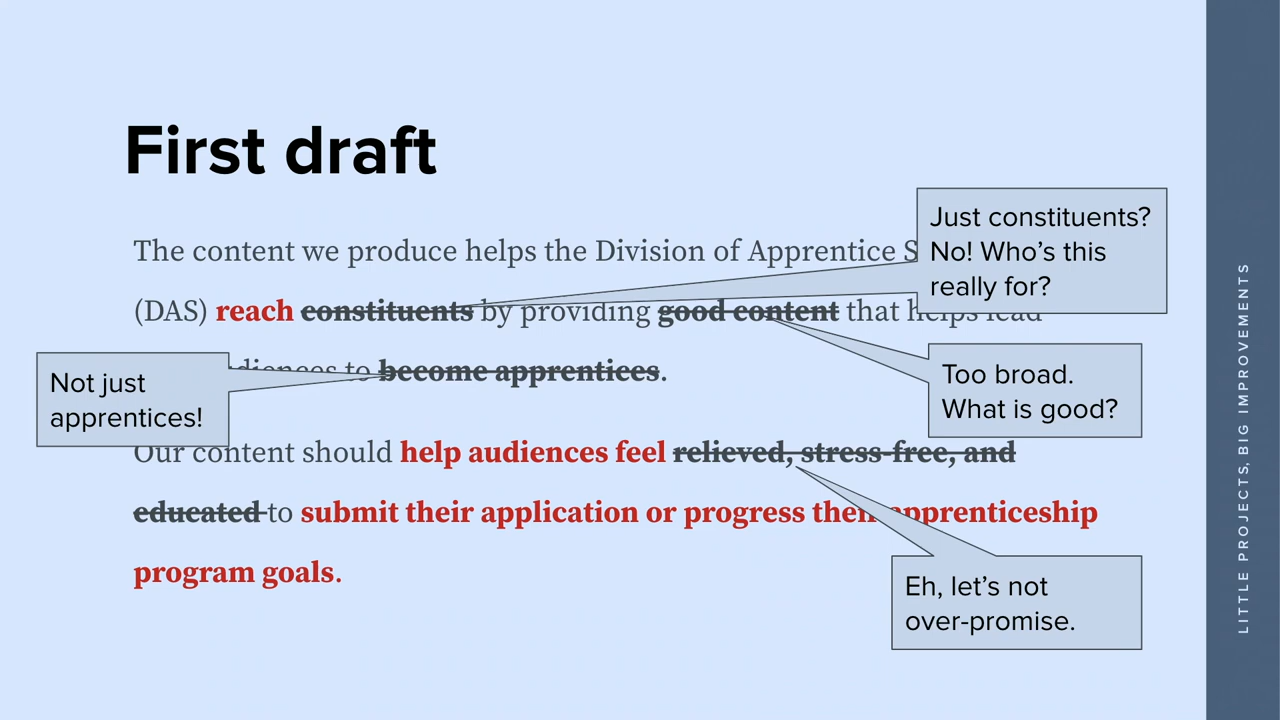 First draft
The content we produce helps the Division of Apprentice
(DAS) reach constituents by providing good content that helps lead
to become apprentices.
Our content should help audiences feel relieved, stress-free, and
educated to submit their application or progress their apprenticeship
program goals.
Just constituents?
No! Who’s this
really for?
Too broad.
What is good?
Not just
apprentices!
Eh, let’s not
over-promise.
LITTLE PROJECTS, BIG IMPROVEMENTS